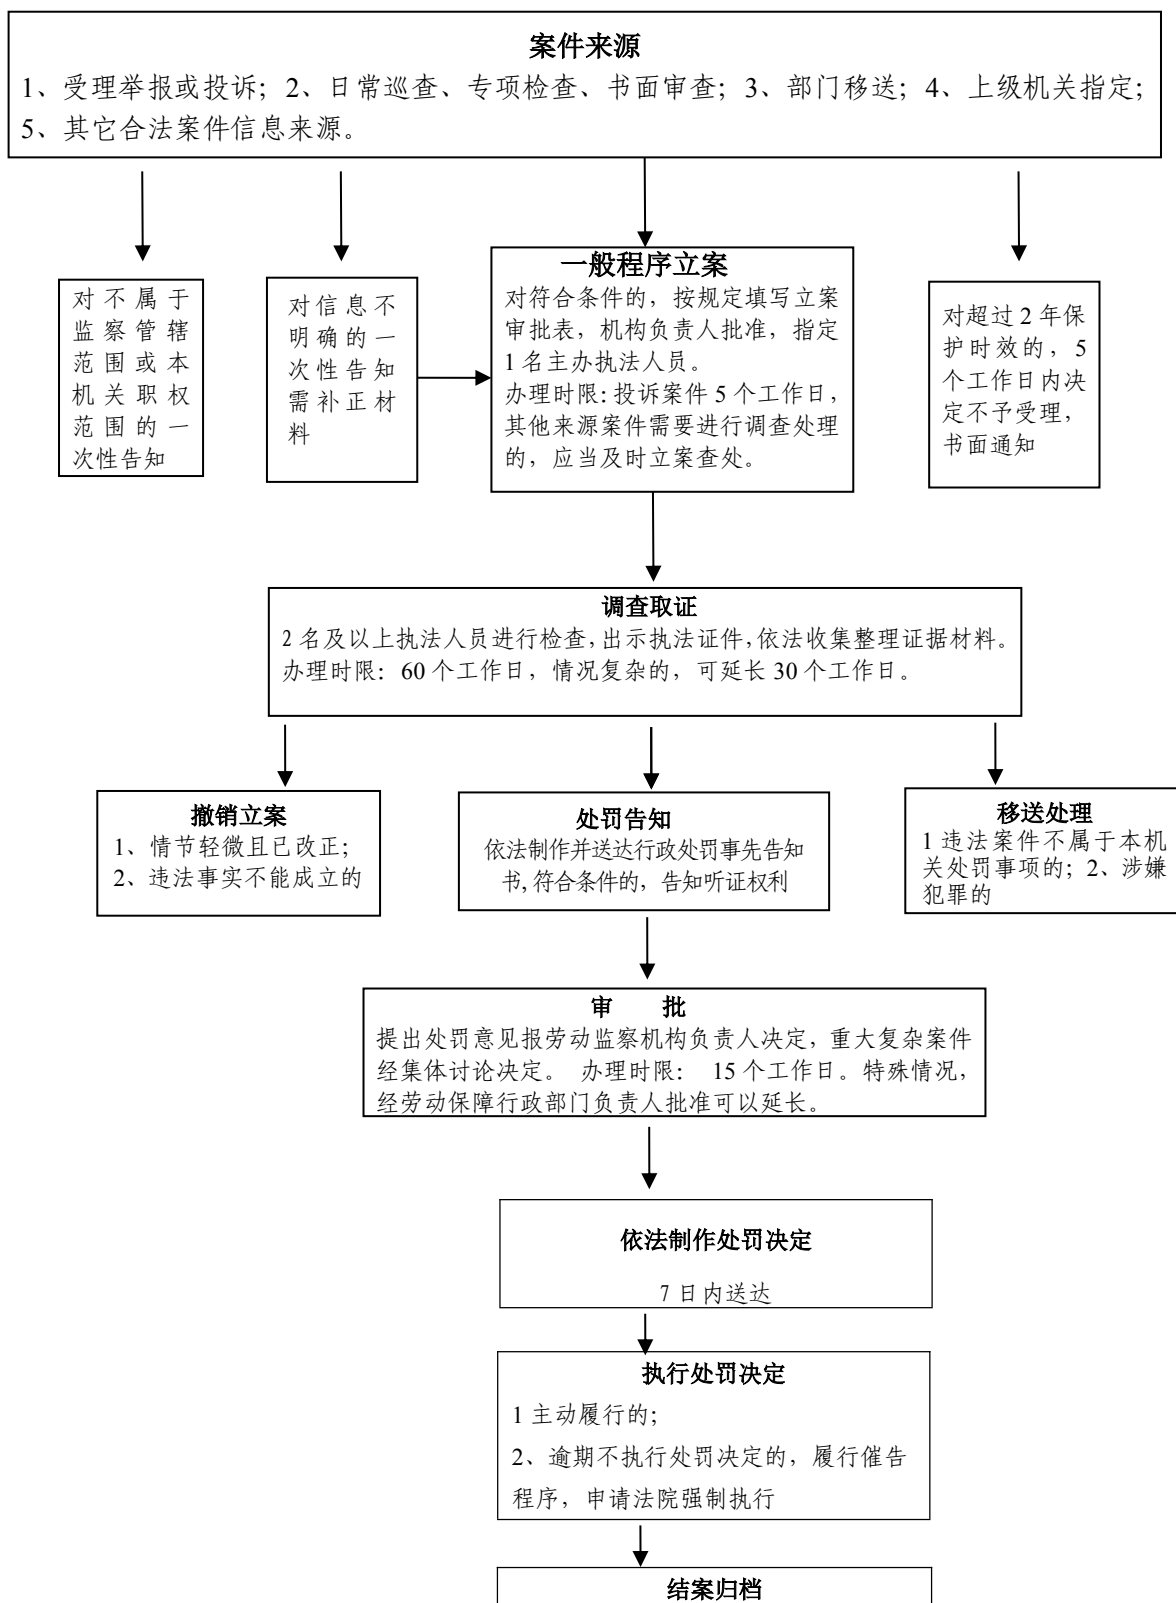 案件来源
1、受理举报或投诉；2、日常巡查、专项检查、书面审查；3、部门移送；4、上级机关指定；
5、其它合法案件信息来源。
对不属于
监察管辖
范围或本
机关职权
范围的一
次性告知
对信息不
明确的一
次性告知
需补正材
料
一般程序立案
对符合条件的，按规定填写立案
审批表，机构负责人批准，指定
1名主办执法人员。
办理时限：投诉案件 5 个工作日，
其他来源案件需要进行调查处理
的，应当及时立案查处。
对超过 2 年保
护时效的，5
个工作日内决
定不予受理，
书面通知
调查取证
2 名及以上执法人员进行检查，出示执法证件，依法收集整理证据材料。
办理时限：60 个工作日，情况复杂的，可延长 30 个工作日。
撤销立案
1、情节轻微且已改正；
2、违法事实不能成立的
处罚告知
依法制作并送达行政处罚事先告知
书，符合条件的，告知听证权利
移送处理
1 违法案件不属于本机
关处罚事项的；2、涉嫌
犯罪的
审 批
提出处罚意见报劳动监察机构负责人决定，重大复杂案件
经集体讨论决定。 办理时限： 15 个工作日。特殊情况，
经劳动保障行政部门负责人批准可以延长。
依法制作处罚决定
7 日内送达
执行处罚决定
1 主动履行的；
2、逾期不执行处罚决定的，履行催告
程序，申请法院强制执行
结案归档